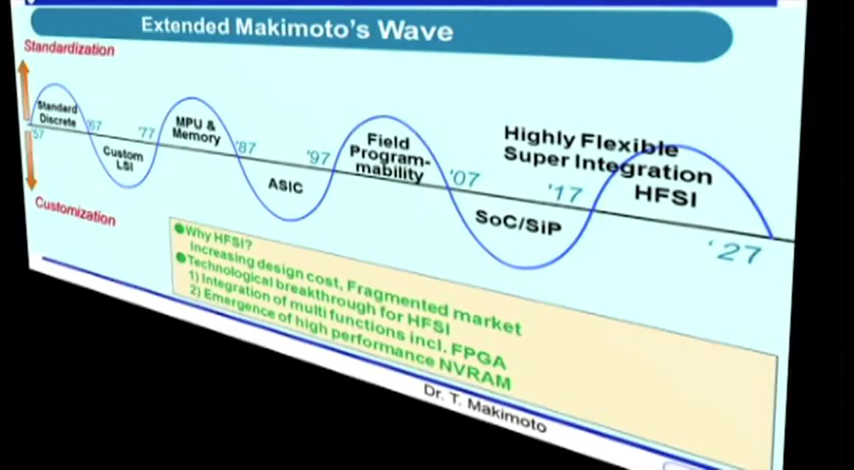 Extended Makimoto's Wave
Standardization
Standard
Discrete
'57
'67
Custom
LSI
'77
MPU &
Memory
'87
ASIC
'97
Field
Program-
mability
'07
SoC/SiP
'17
Highly Flexible
Super Integration
HFSI
'27
Customization
●Why HFSI?
Increasing design cost, Fragmented market
●Technological breakthrough for HFSI
1) Integration of multi functions incl. FPGA
2) Emergence of high performance NVRAM
Dr. T. Makimoto